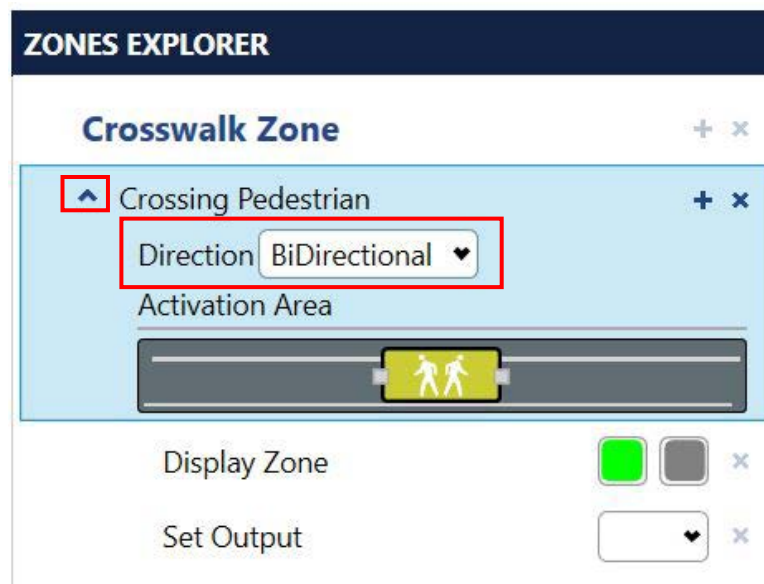 ZONES EXPLORER
Crosswalk Zone
Crossing Pedestrian
Direction BiDirectional
Activation Area
Display Zone
Set Output